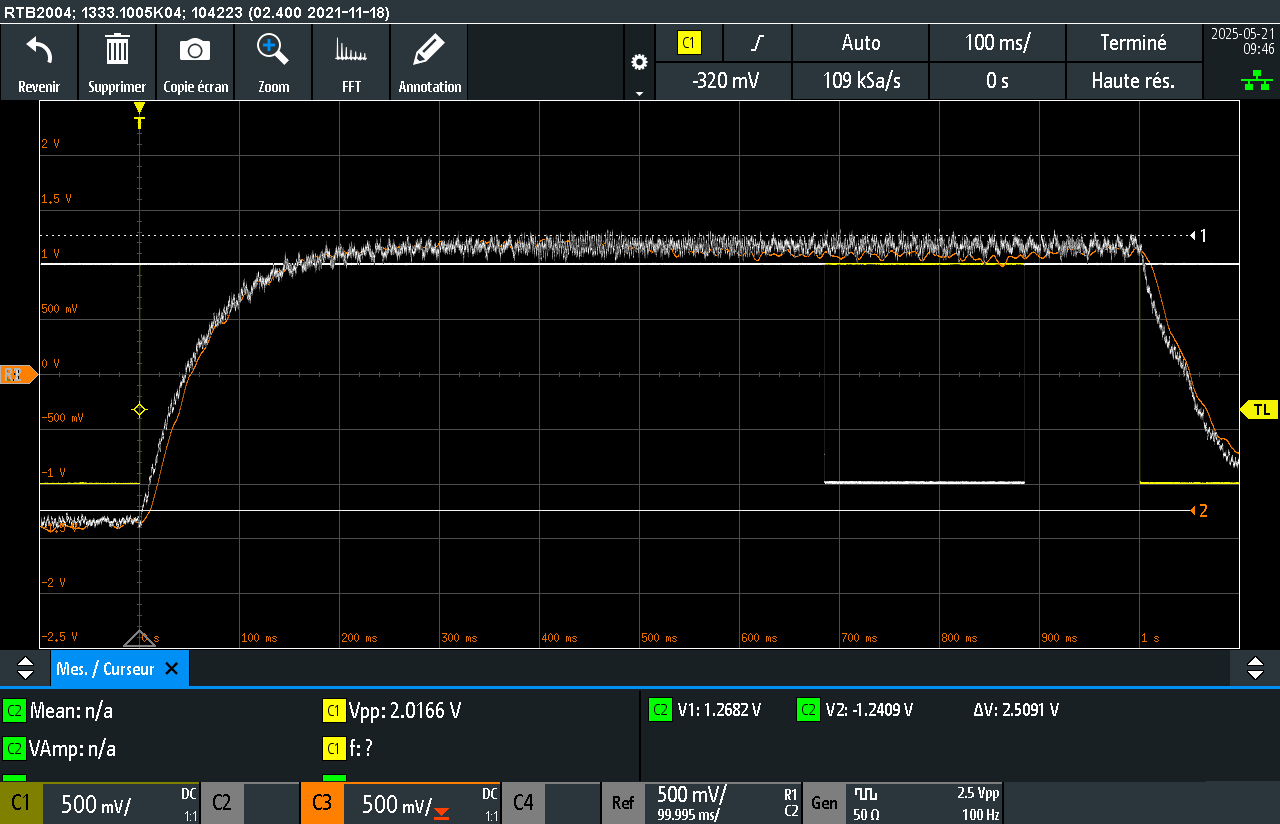 RTB2004; 1333.1005K04; 104223 (02.400 2021-11-18)
Revenir
Supprimer
Copie écran
Zoom
FFT
Annotation
C1
Auto
100 ms/
Terminé
-320 mV
109 kSa/s
0 s
Haute rés.
2025-05-21
09:46
T
2 V
1.5 V
1 V
500 mV
0 V
-500 mV
-1 V
-2 V
-2.5 V
1
2
TL
0 s
100 ms
200 ms
300 ms
400 ms
500 ms
600 ms
700 ms
800 ms
900 ms
1 s
Mes. / Curseur
C2 Mean: n/a
C1 Vpp: 2.0166 V
C2 V1: 1.2682 V
C2 V2: -1.2409 V
ΔV: 2.5091 V
C2 VAmp: n/a
C1 f: ?
C1 500 mV/ DC 1:1
C2
C3 500 mV/ DC 1:1
C4
Ref 500 mV/ R1
99.995 ms/ C2
Gen 2.5 Vpp
50 Ω 100 Hz